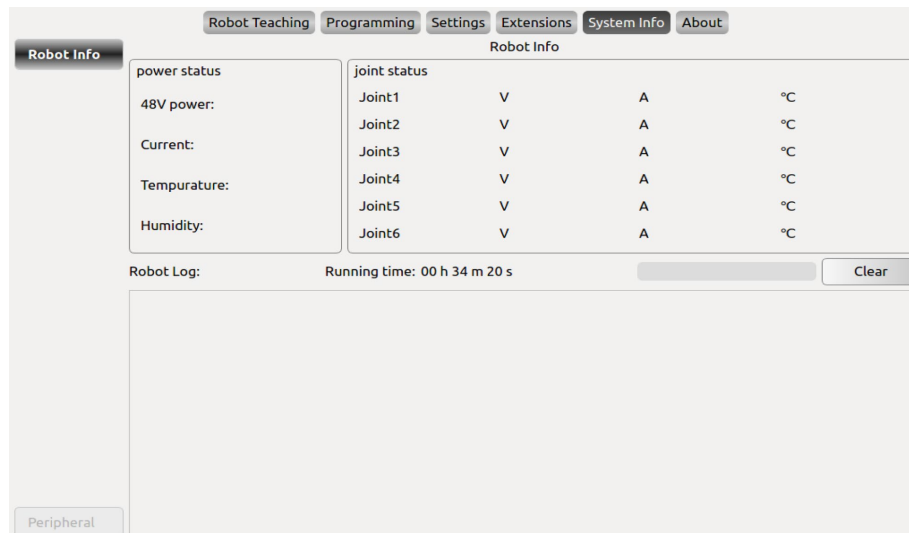 Robot Teaching Programming Settings Extensions System Info About
Robot Info
Robot Info
power status
48V power:
Current:
Tempurature:
Humidity:
joint status
Joint1 V A °C
Joint2 V A °C
Joint3 V A °C
Joint4 V A °C
Joint5 V A °C
Joint6 V A °C
Robot Log: Running time: 00 h 34 m 20 s Clear
Peripheral